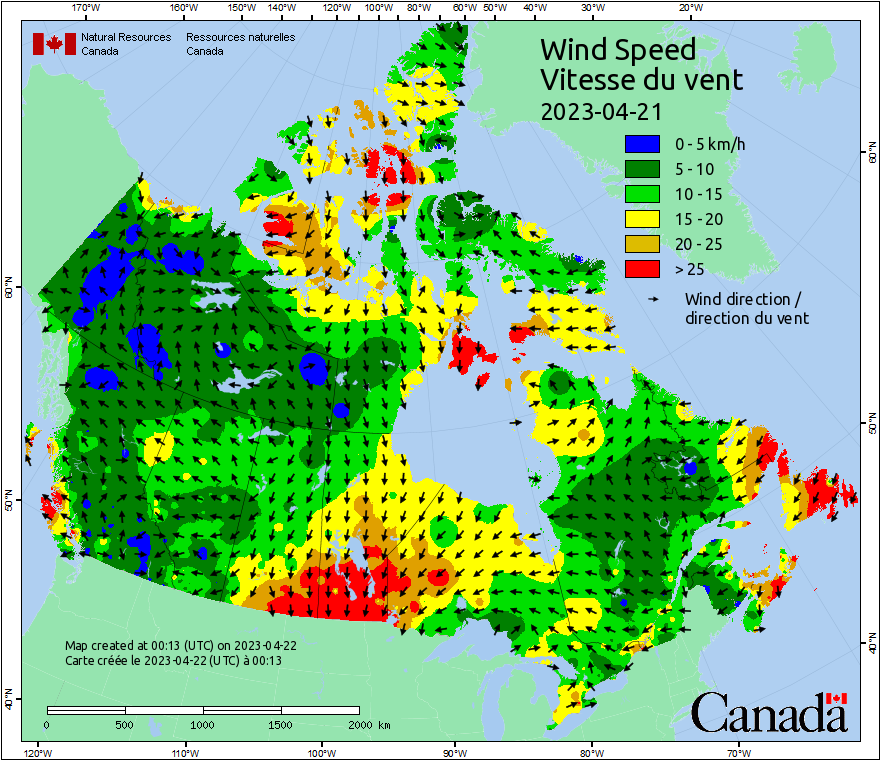 170°W 160°W 150°W 140°W 120°W 100°W 80°W 60°W 50°W 40°W 30°W 20°W
Natural Resources Ressources naturelles
Canada Canada
Wind Speed
Vitesse du vent
2023-04-21
0 - 5 km/h
5 - 10
10 - 15
15 - 20
20 - 25
> 25
Wind direction /
direction du vent
60°N
60°N
50°N
50°N
40°N
40°N
Map created at 00:13 (UTC) on 2023-04-22
Carte créée le 2023-04-22 (UTC) à 00:13
0 500 1000 1500 2000 km
Canada
120°W 110°W 100°W 90°W 80°W 70°W